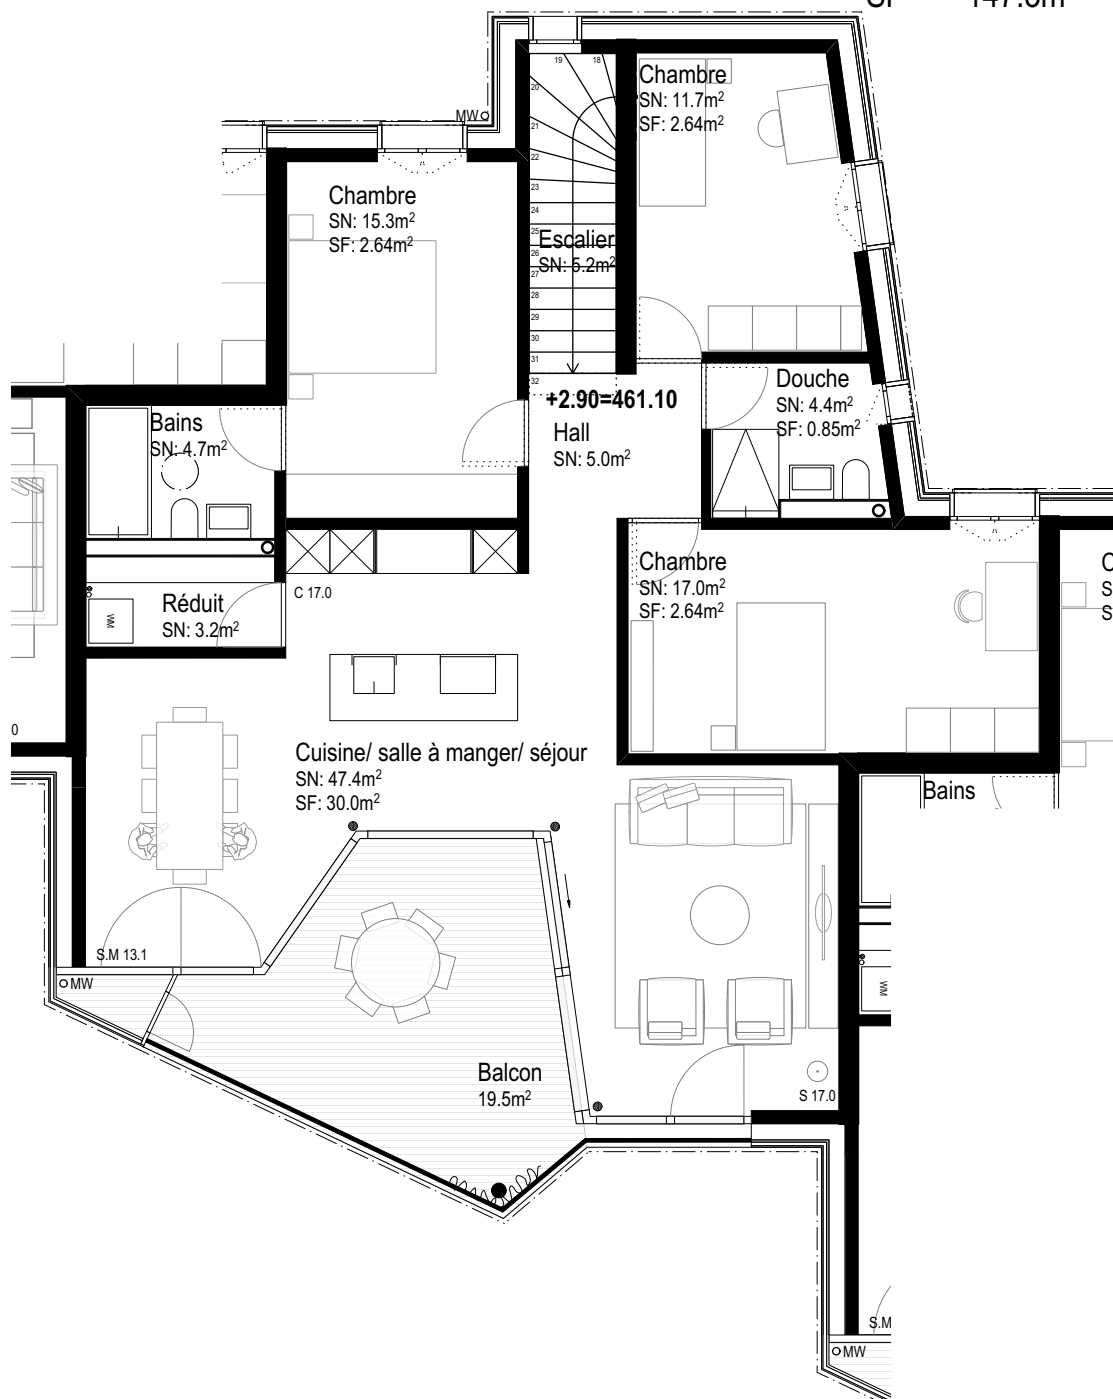 147.6m
Chambre
SN: 11.7m²
SF: 2.64m²
MW
19
18
20
21
22
23
24
25
26
27
28
29
30
31
32
Chambre
SN: 15.3m²
SF: 2.64m²
Escalier
SN: 5.2m²
+2.90=461.10
Hall
SN: 5.0m²
Douche
SN: 4.4m²
SF: 0.85m²
Bains
SN: 4.7m²
Chambre
SN: 17.0m²
SF: 2.64m²
C
S
S
C 17.0
Réduit
SN: 3.2m²
WM
0
Cuisine/ salle à manger/ séjour
SN: 47.4m²
SF: 30.0m²
Bains
S.M 13.1
MW
WM
Balcon
19.5m²
S 17.0
S.M
MW